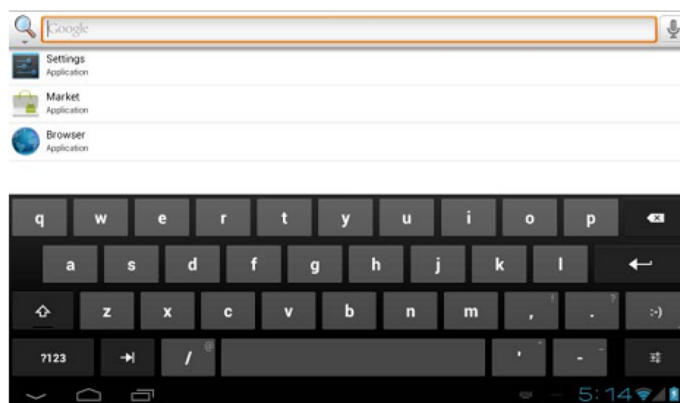 Google
Settings
Application
Market
Application
Browser
Application
q w e r t y u i o p
a s d f g h j k l
z x c v b n m , ! . ? :-)
?123 / @ ' " - _
5:14